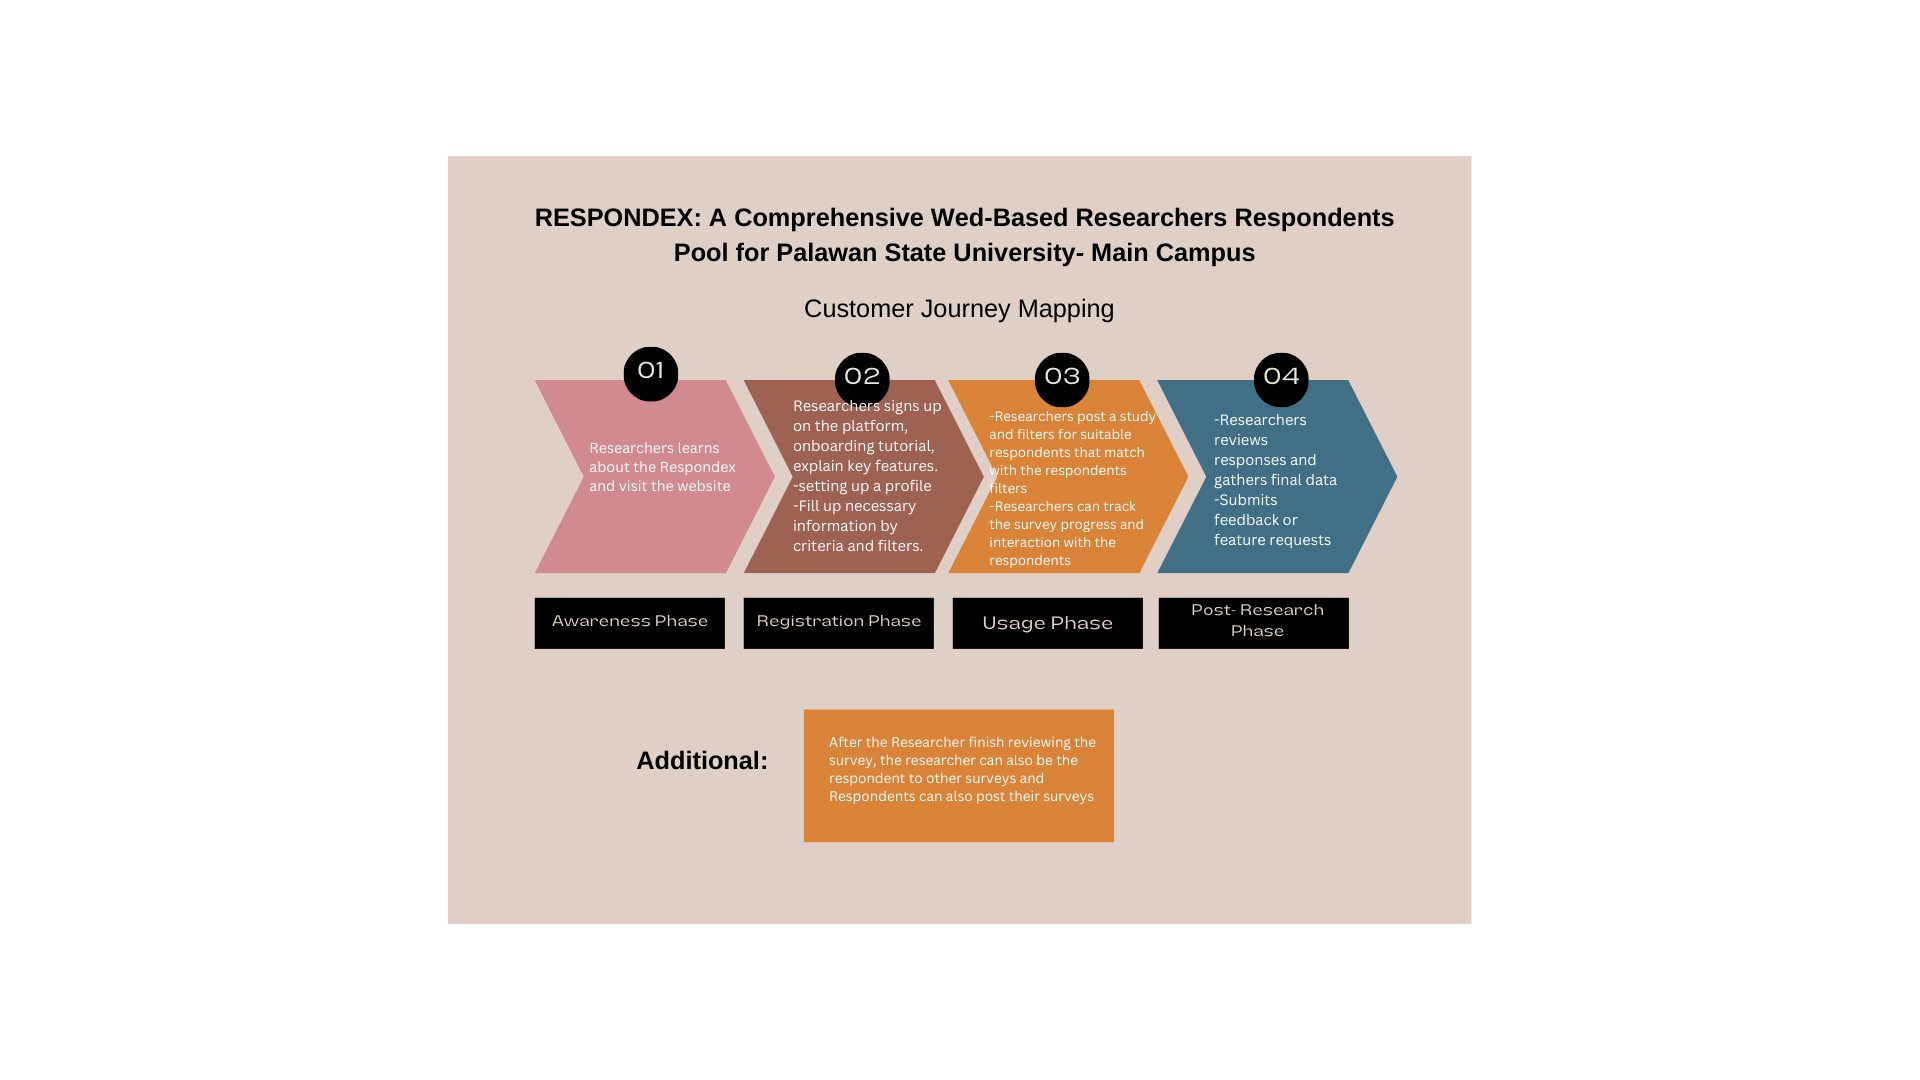 RESPONDEX: A Comprehensive Wed-Based Researchers Respondents
Pool for Palawan State University- Main Campus
Customer Journey Mapping
01
Researchers learns
about the Respondex
and visit the website
Awareness Phase
02
Researchers signs up
on the platform,
onboarding tutorial,
explain key features.
-setting up a profile
-Fill up necessary
information by
criteria and filters.
Registration Phase
03
-Researchers post a study
and filters for suitable
respondents that match
with the respondents
filters
-Researchers can track
the survey progress and
interaction with the
respondents
Usage Phase
04
-Researchers
reviews
responses and
gathers final data
-Submits
feedback or
feature requests
Post- Research
Phase
Additional:
After the Researcher finish reviewing the
survey, the researcher can also be the
respondent to other surveys and
Respondents can also post their surveys